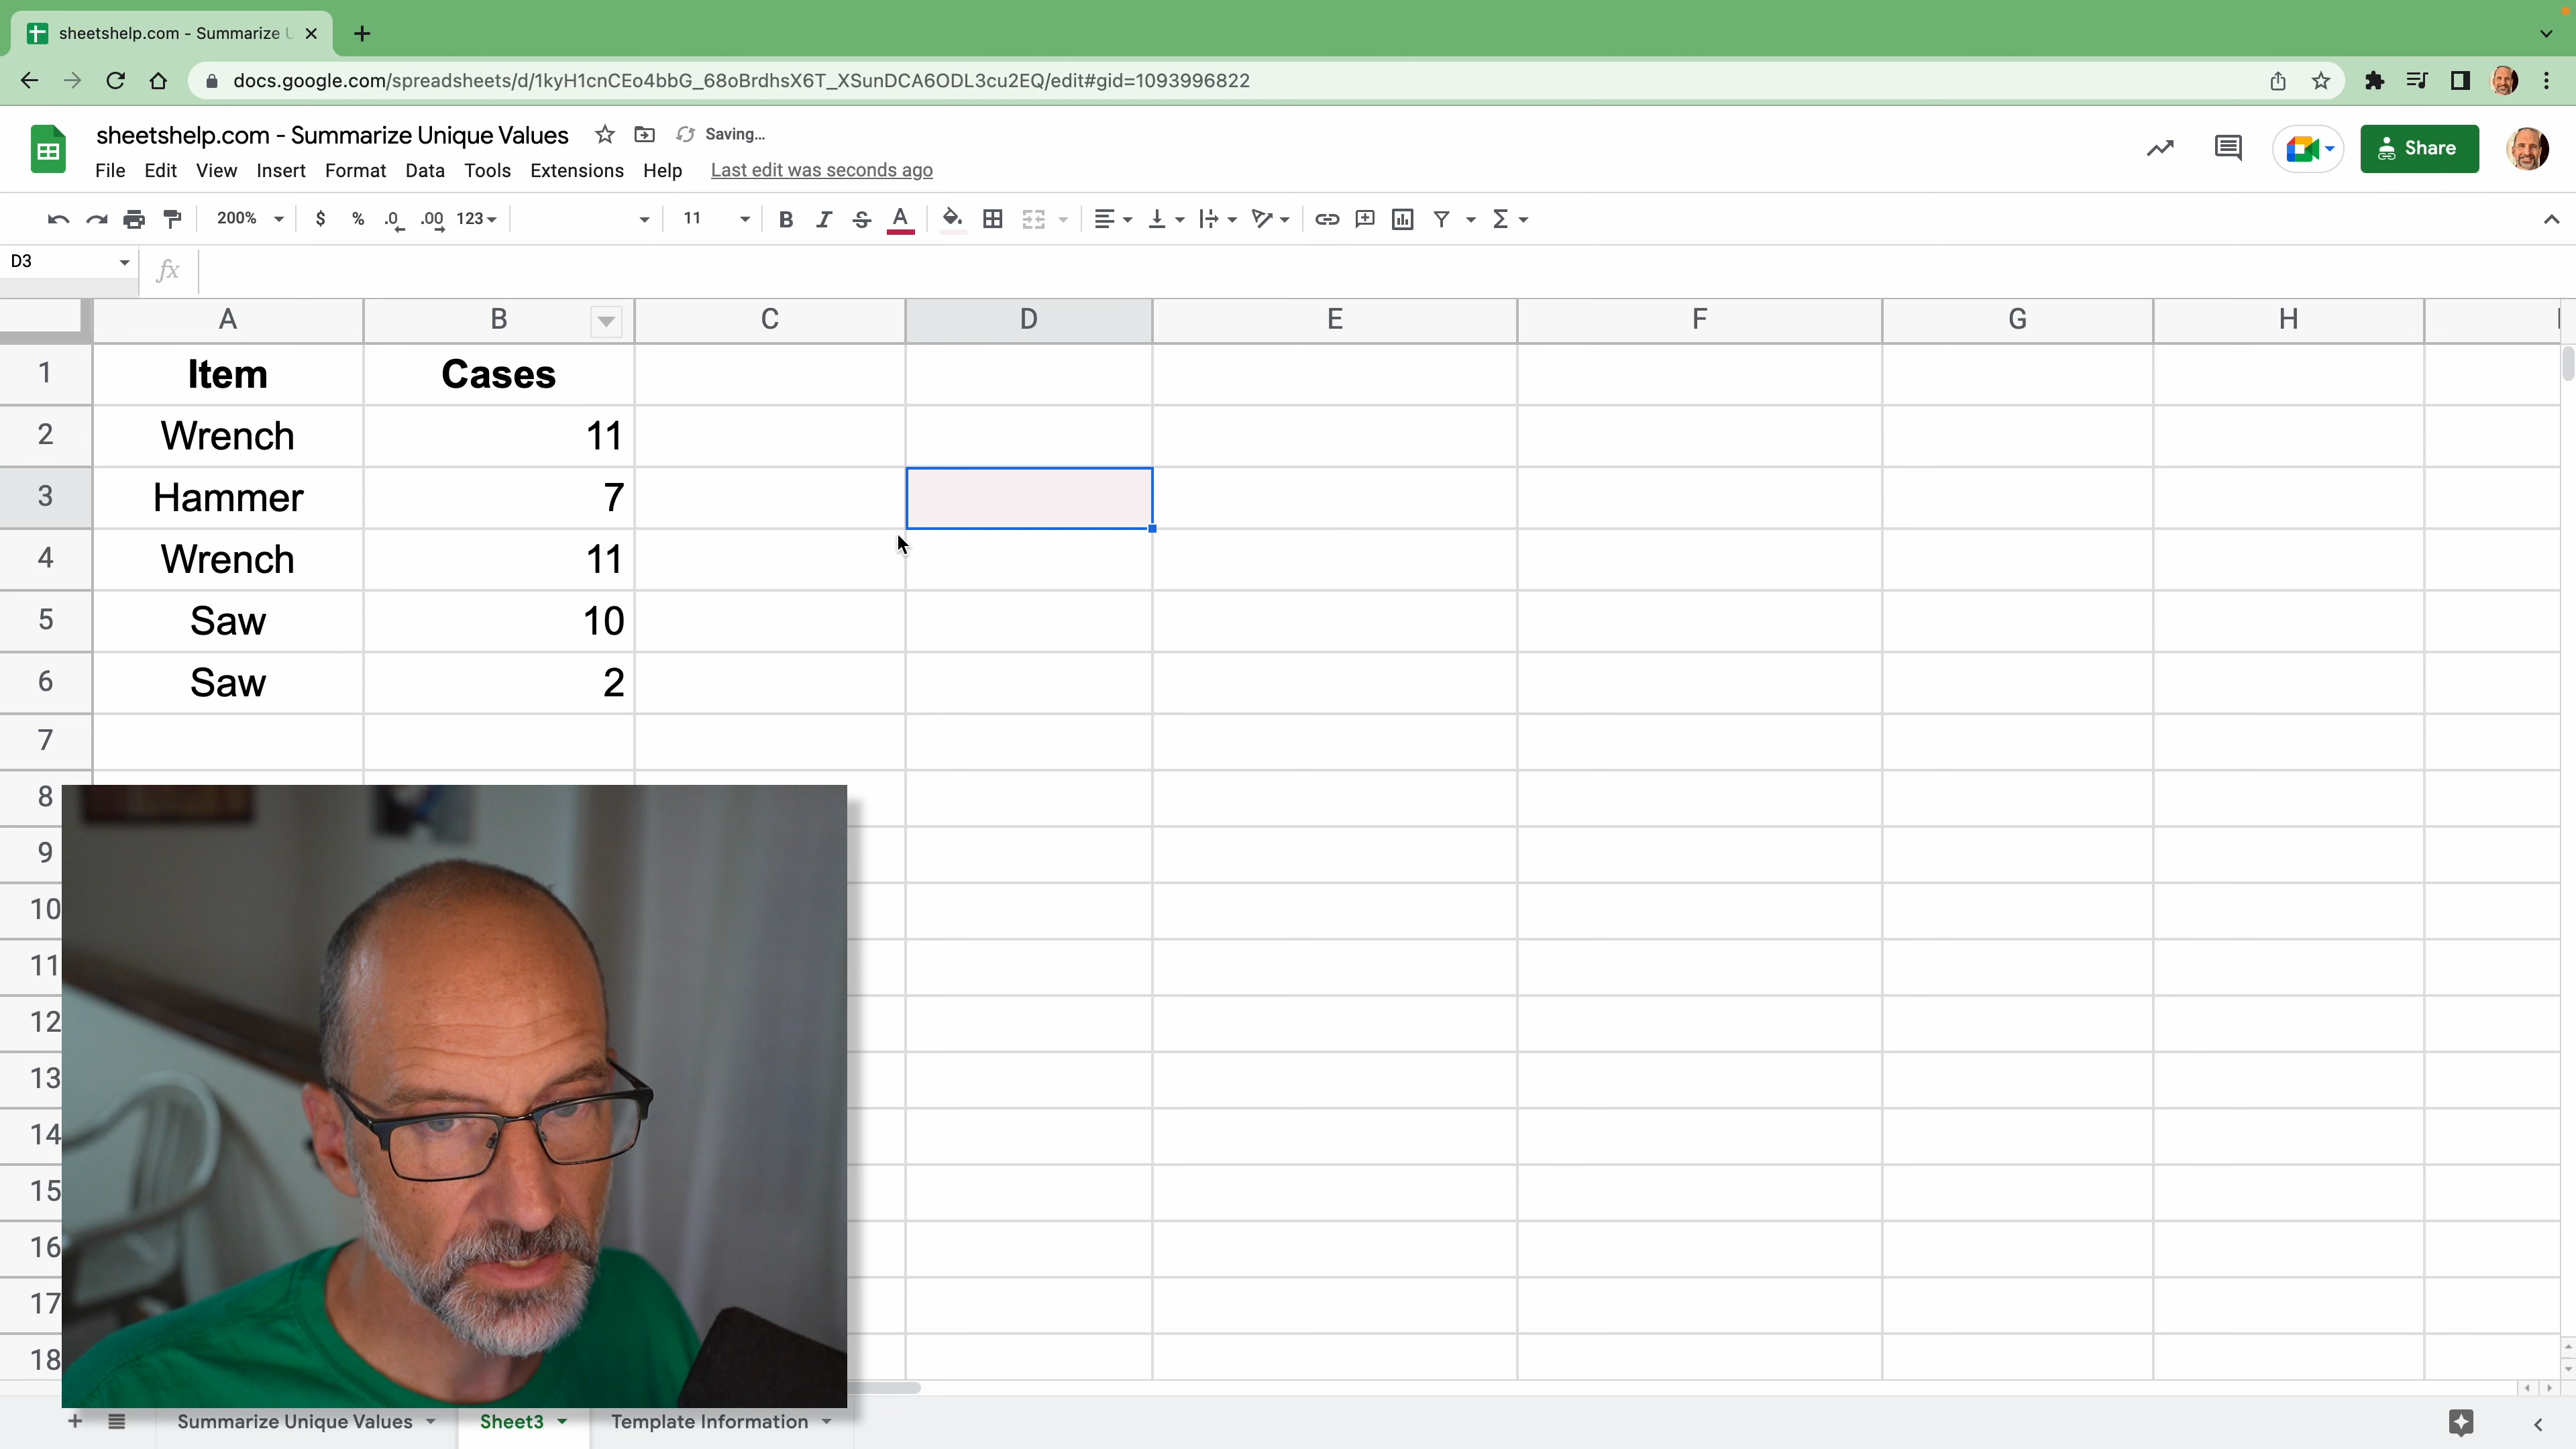 sheetshelp.com - Summarize U
docs.google.com/spreadsheets/d/1kyH1cnCEo4bbG_68oBrdhsX6T_XSunDCA6ODL3cu2EQ/edit#gid=1093996822
sheetshelp.com - Summarize Unique Values Saving...
File Edit View Insert Format Data Tools Extensions Help Last edit was seconds ago
Share
200% $ % .0 .00 123 11 B I S A
D3 fx
A B C D E F G H
1 Item Cases
2 Wrench 11
3 Hammer 7
4 Wrench 11
5 Saw 10
6 Saw 2
7
8
9
10
11
12
13
14
15
16
17
18
Summarize Unique Values Sheet3 Template Information